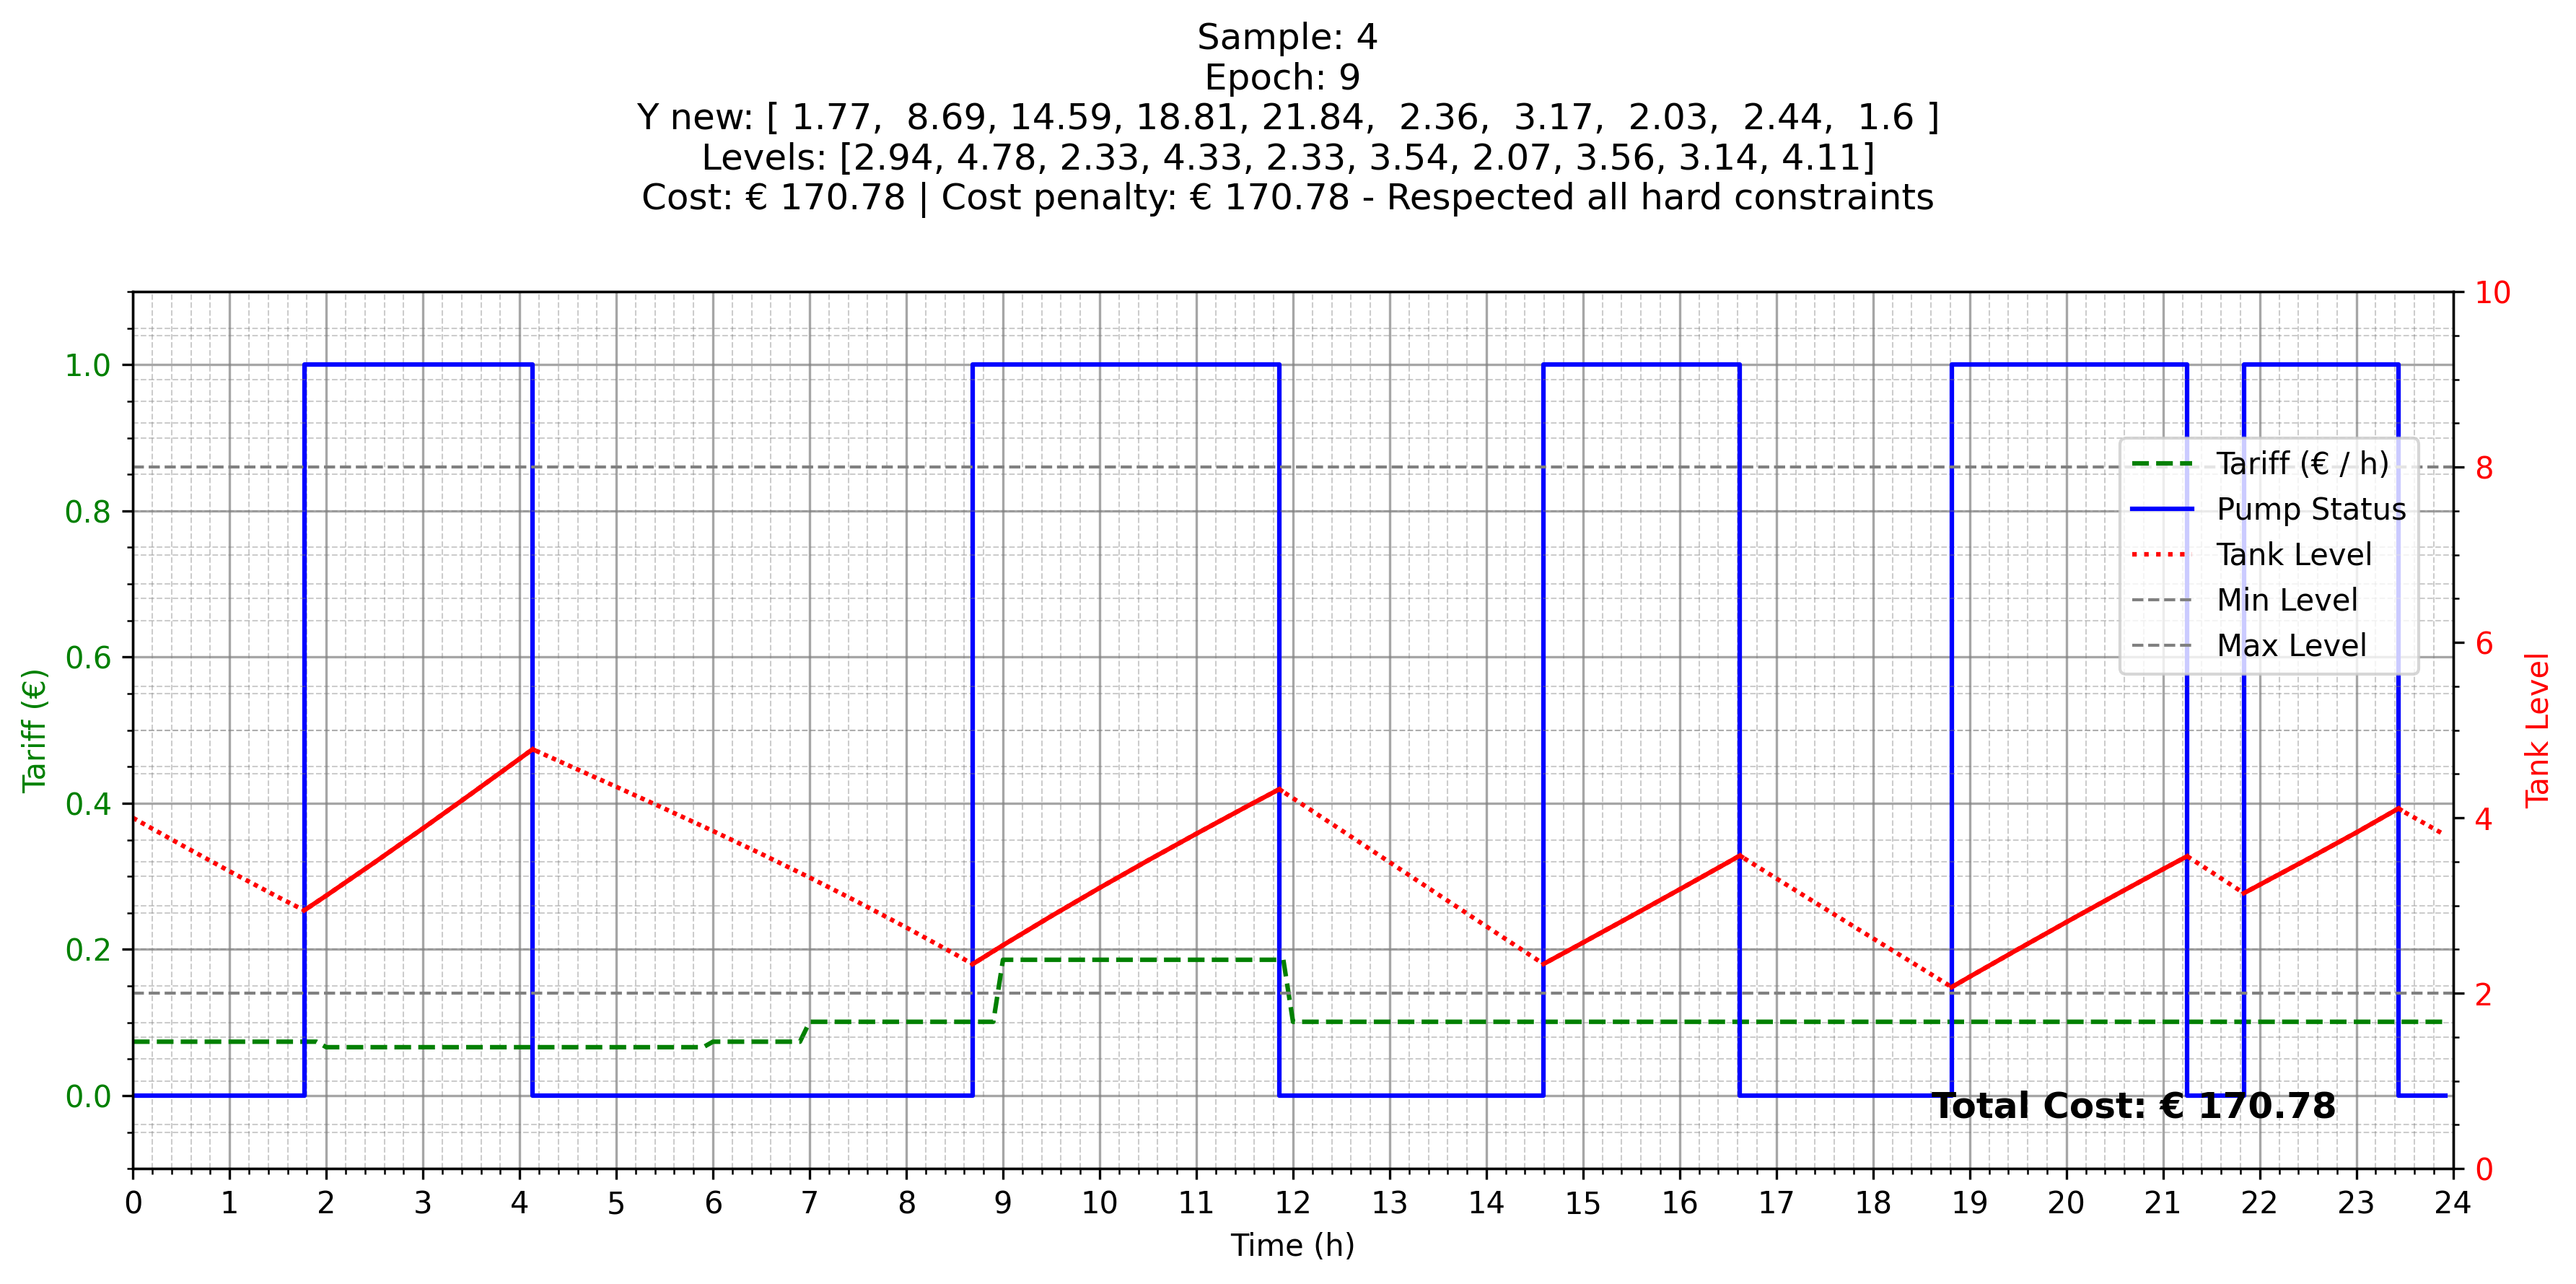 Sample: 4
Epoch: 9
Y new: [ 1.77,  8.69, 14.59, 18.81, 21.84,  2.36,  3.17,  2.03,  2.44,  1.6 ]
Levels: [2.94, 4.78, 2.33, 4.33, 2.33, 3.54, 2.07, 3.56, 3.14, 4.11]
Cost: € 170.78 | Cost penalty: € 170.78 - Respected all hard constraints
Tariff (€)
1.0
0.8
0.6
0.4
0.2
0.0
10
8
6
4
2
0
Tank Level
Tariff (€ / h)
Pump Status
Tank Level
Min Level
Max Level
Total Cost: € 170.78
0 1 2 3 4 5 6 7 8 9 10 11 12 13 14 15 16 17 18 19 20 21 22 23 24
Time (h)